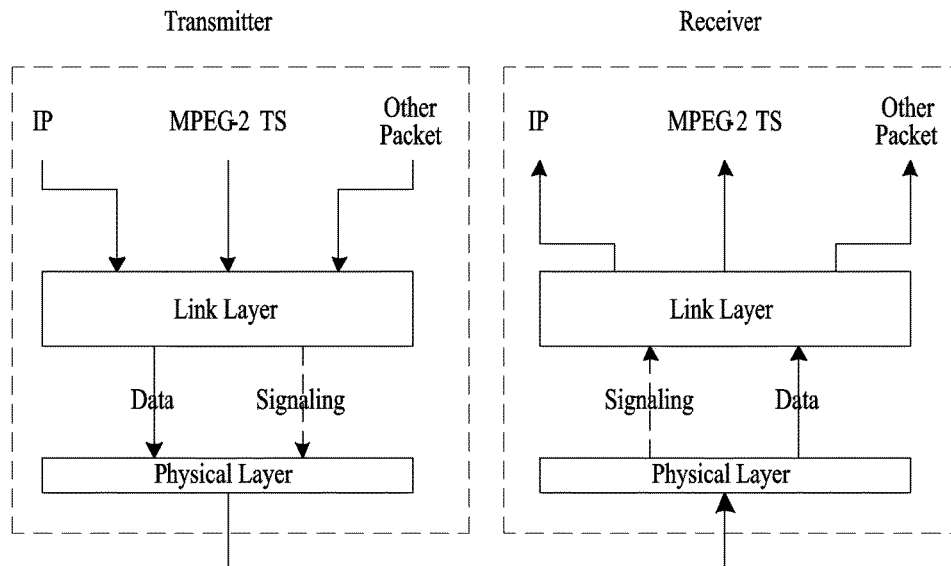 Transmitter
IP
MPEG-2 TS
Other
Packet
Link Layer
Data
Signaling
Physical Layer
Receiver
IP
MPEG-2 TS
Other
Packet
Link Layer
Signaling
Data
Physical Layer